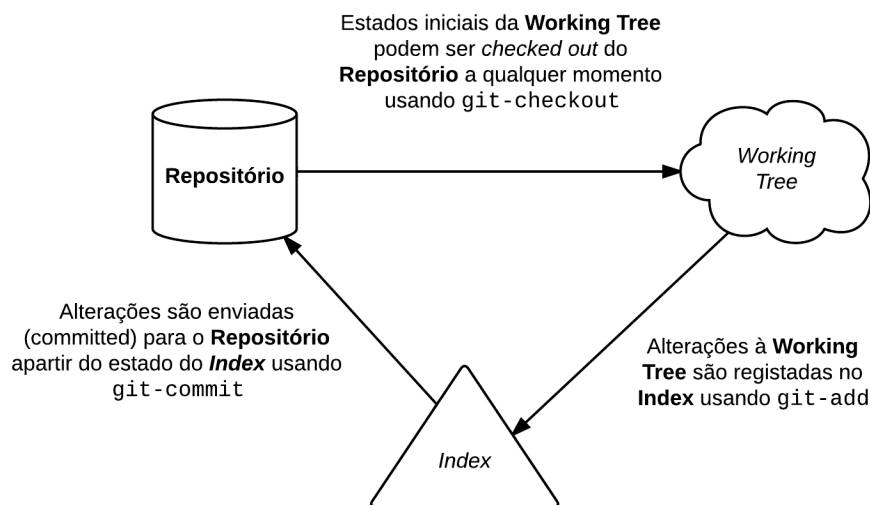 Estados iniciais da Working Tree
podem ser checked out do
Repositório a qualquer momento
usando git-checkout
Repositório
Working
Tree
Alterações são enviadas
(committed) para o Repositório
apartir do estado do Index usando
git-commit
Alterações à Working
Tree são registadas no
Index usando git-add
Index